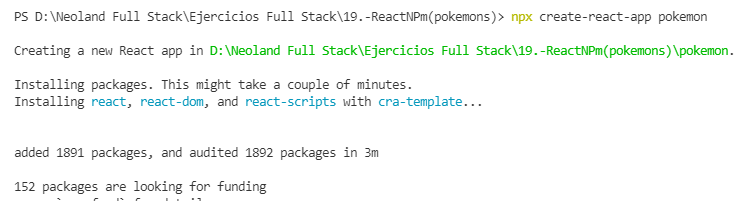 PS D:\Neoland Full Stack\Ejercicios Full Stack\19.-ReactNPm(pokemons)> npx create-react-app pokemon
Creating a new React app in D:\Neoland Full Stack\Ejercicios Full Stack\19.-ReactNPm(pokemons)\pokemon.
Installing packages. This might take a couple of minutes.
Installing react, react-dom, and react-scripts with cra-template...
added 1891 packages, and audited 1892 packages in 3m
152 packages are looking for funding